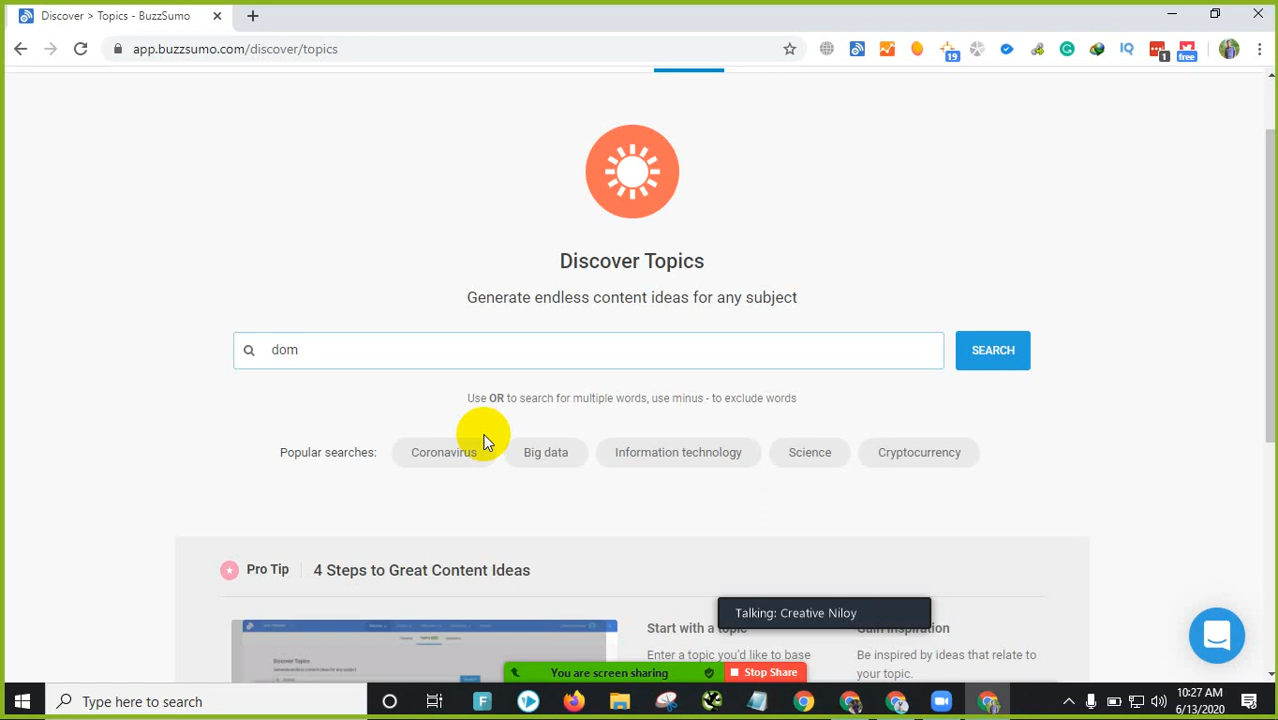 Discover > Topics - BuzzSumo
app.buzzsumo.com/discover/topics
19
IQ
1
free
Discover Topics
Generate endless content ideas for any subject
dom
SEARCH
Use OR to search for multiple words, use minus - to exclude words
Popular searches:
Coronavirus
Big data
Information technology
Science
Cryptocurrency
Pro Tip
4 Steps to Great Content Ideas
Talking: Creative Niloy
Start with a topic
Gain Inspiration
Enter a topic you'd like to base
Be inspired by ideas that relate to
your topic.
You are screen sharing
Stop Share
Type here to search
F
10:27 AM
6/13/2020